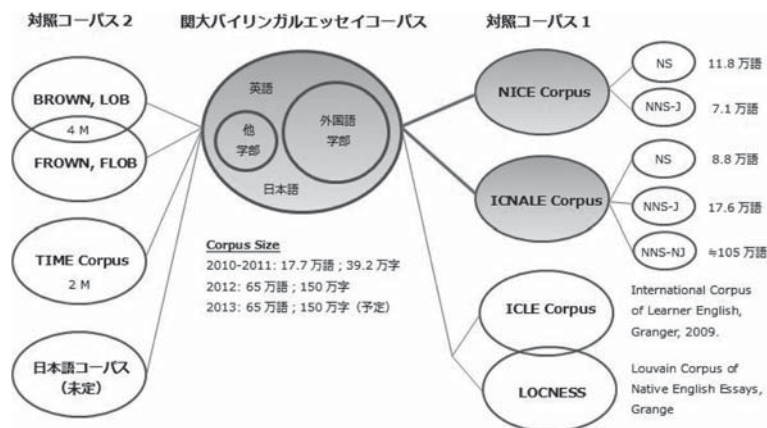 対照コーパス2
関大バイリンガルエッセイコーパス
対照コーパス1
BROWN, LOB
4 M
FROWN, FLOB
TIME Corpus
2 M
日本語コーパス
(未定)
英語
他
学部
外国語
学部
日本語
Corpus Size
2010-2011: 17.7 万語 ; 39.2 万字
2012: 65 万語 ; 150 万字
2013: 65 万語 ; 150 万字 (予定)
NICE Corpus
NS
11.8 万語
NNS-J
7.1 万語
ICNALE Corpus
NS
8.8 万語
NNS-J
17.6 万語
NNS-NJ
≒105 万語
ICLE Corpus
International Corpus
of Learner English,
Granger, 2009.
LOCNESS
Louvain Corpus of
Native English Essays,
Grange